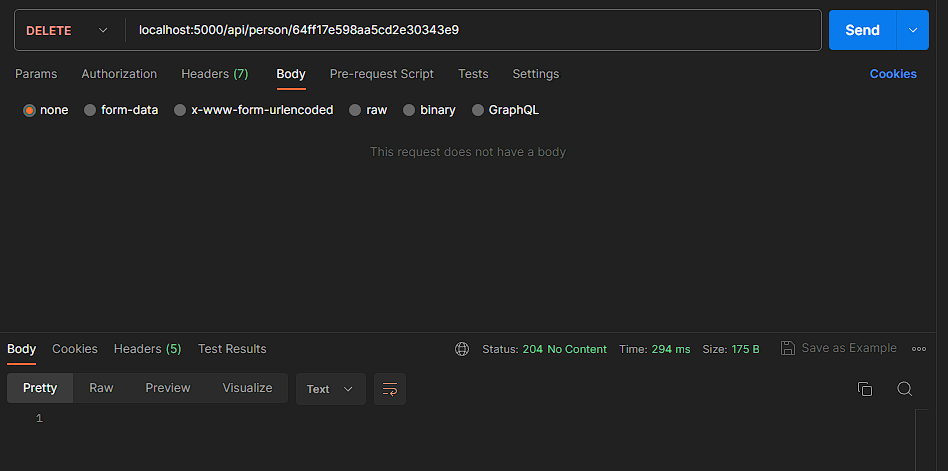 DELETE localhost:5000/api/person/64ff17e598aa5cd2e30343e9 Send
Params Authorization Headers (7) Body Pre-request Script Tests Settings Cookies
none form-data x-www-form-urlencoded raw binary GraphQL
This request does not have a body
Body Cookies Headers (5) Test Results Status: 204 No Content Time: 294 ms Size: 175 B Save as Example
Pretty Raw Preview Visualize Text
1